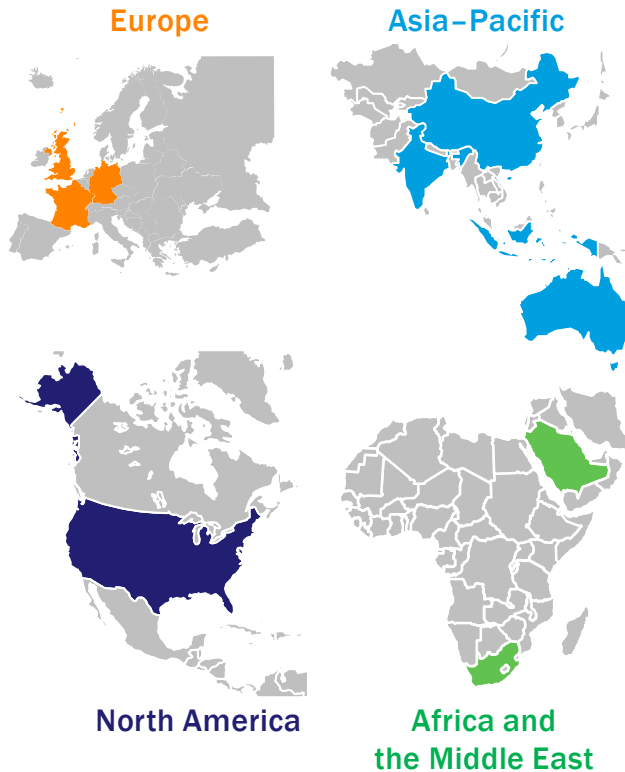 Europe
Asia–Pacific
North America
Africa and
the Middle East